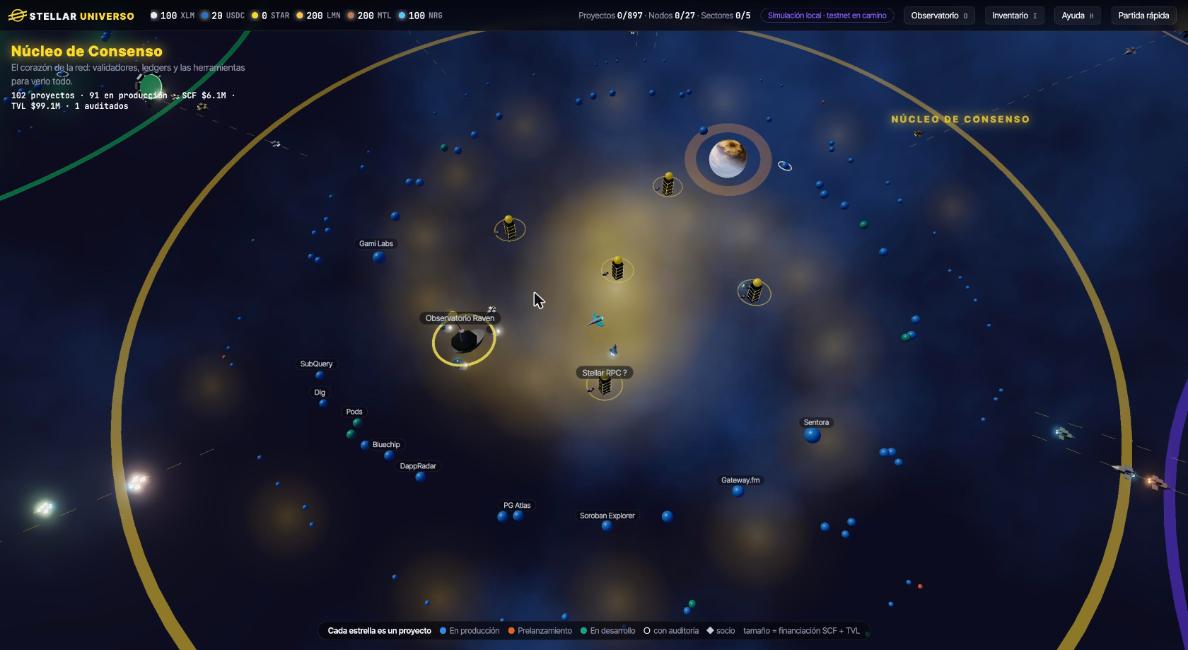 STELLAR UNIVERSO
100 XLM 20 USDC 0 STAR 200 LMN 200 MTL 100 NRG
Proyectos 0/897 · Nodos 0/27 · Sectores 0/5
Simulación local · testnet en camino
Observatorio O
Inventario I
Ayuda H
Partida rápida
Núcleo de Consenso
El corazón de la red: validadores, ledgers y las herramientas
para verlo todo.
102 proyectos · 91 en producción · SCF $6.1M ·
TVL $99.1M · 1 auditados
NÚCLEO DE CONSENSO
Gami Labs
Observatorio Raven
SubQuery
Stellar RPC ?
Dig
Pods
Sentora
Bluechip
DappRadar
Gateway.fm
PG Atlas
Soroban Explorer
Cada estrella es un proyecto En producción Prelanzamiento En desarrollo con auditoría socio tamaño = financiación SCF + TVL